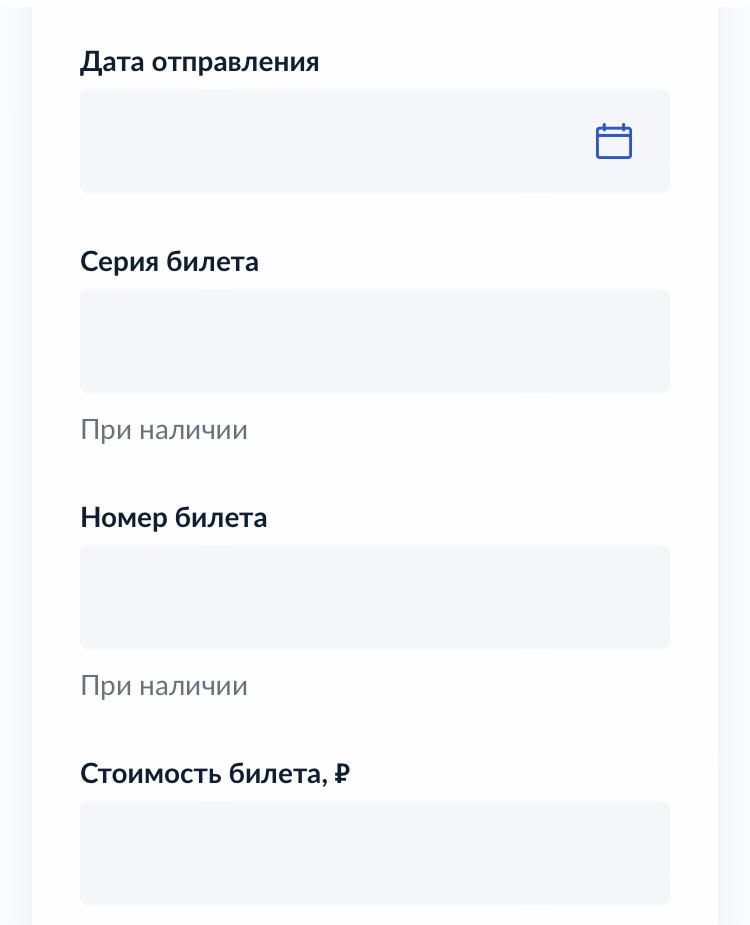 Дата отправления
Серия билета
При наличии
Номер билета
При наличии
Стоимость билета, ₽